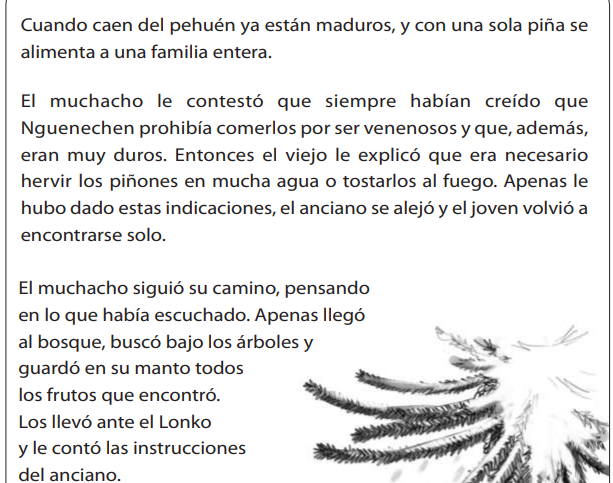 Cuando caen del pehuén ya están maduros, y con una sola piña se
alimenta a una familia entera.
El muchacho le contestó que siempre habían creído que
Nguenechen prohibía comerlos por ser venenosos y que, además,
eran muy duros. Entonces el viejo le explicó que era necesario
hervir los piñones en mucha agua o tostarlos al fuego. Apenas le
hubo dado estas indicaciones, el anciano se alejó y el joven volvió a
encontrarse solo.
El muchacho siguió su camino, pensando
en lo que había escuchado. Apenas llegó
al bosque, buscó bajo los árboles y
guardó en su manto todos
los frutos que encontró.
Los llevó ante el Lonko
y le contó las instrucciones
del anciano.